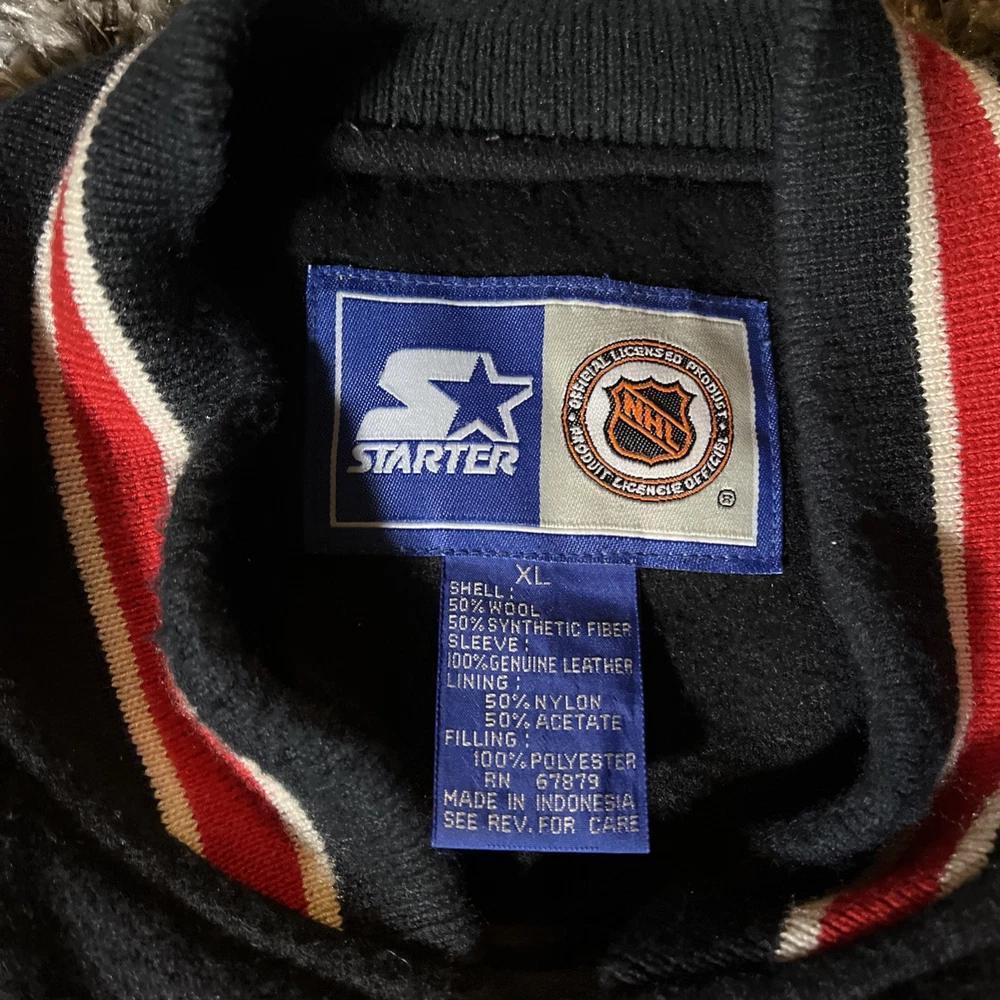 STARTER
OFFICIAL LICENSED PRODUCT
NHL
PRODUIT LICENCIE OFFICIEL
®
XL
SHELL:
50% WOOL
50% SYNTHETIC FIBER
SLEEVE:
100% GENUINE LEATHER
LINING:
50% NYLON
50% ACETATE
FILLING:
100% POLYESTER
RN 67879
MADE IN INDONESIA
SEE REV. FOR CARE